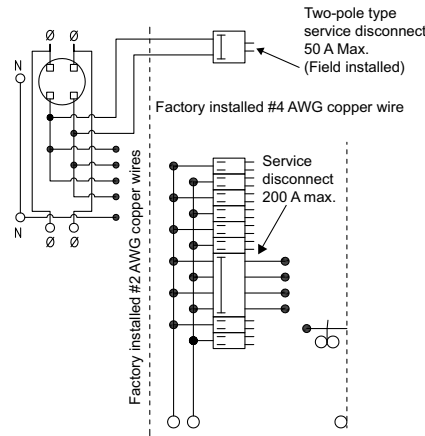 Two-pole type
service disconnect
50 A Max.
(Field installed)
Ø Ø
N
Factory installed #4 AWG copper wire
Service
disconnect
200 A max.
Factory installed #2 AWG copper wires
N
Ø Ø